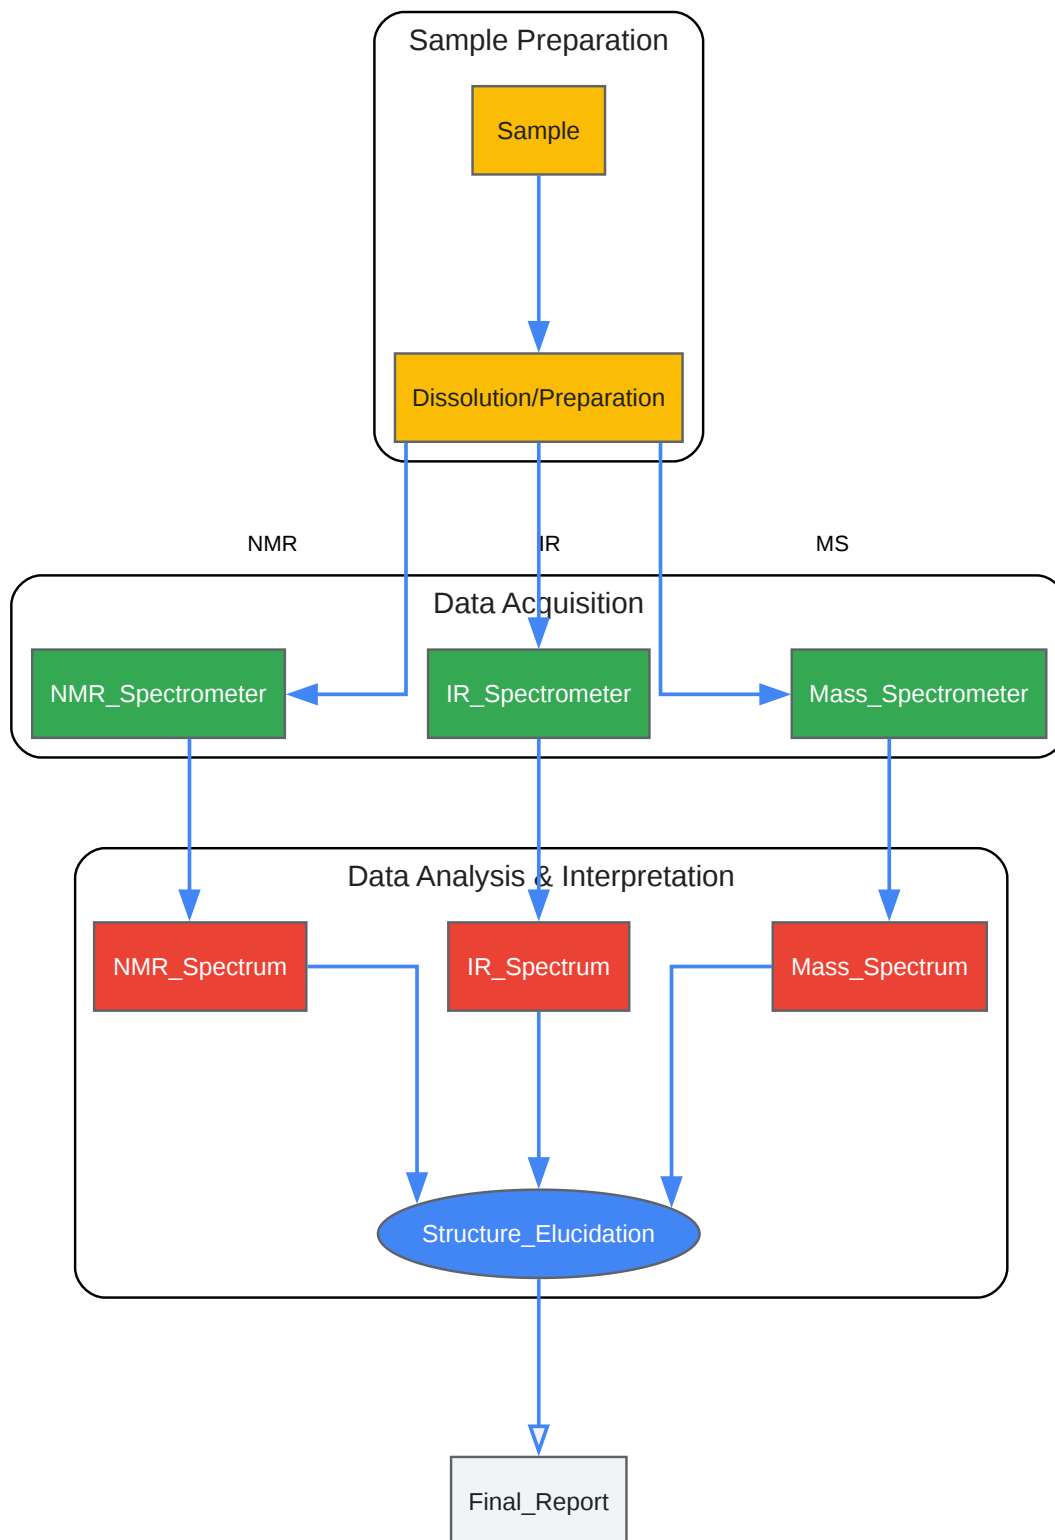 Sample Preparation
Sample
Dissolution/Preparation
NMR
IR
MS
Data Acquisition
NMR_Spectrometer
IR_Spectrometer
Mass_Spectrometer
Data Analysis & Interpretation
NMR_Spectrum
IR_Spectrum
Mass_Spectrum
Structure_Elucidation
Final_Report